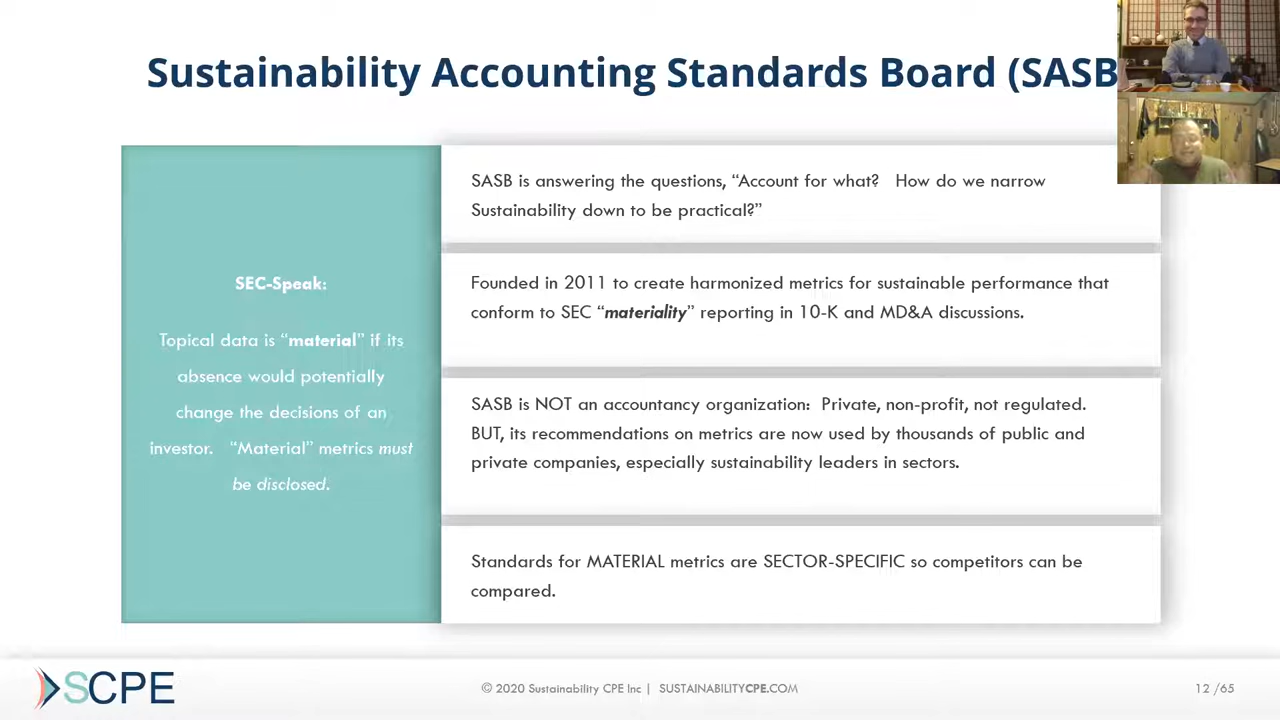 Sustainability Accounting Standards Board (SASB
SEC-Speak:
Topical data is “material” if its
absence would potentially
change the decisions of an
investor. “Material” metrics must
be disclosed.
SASB is answering the questions, “Account for what? How do we narrow
Sustainability down to be practical?”
Founded in 2011 to create harmonized metrics for sustainable performance that
conform to SEC “materiality” reporting in 10-K and MD&A discussions.
SASB is NOT an accountancy organization: Private, non-profit, not regulated.
BUT, its recommendations on metrics are now used by thousands of public and
private companies, especially sustainability leaders in sectors.
Standards for MATERIAL metrics are SECTOR-SPECIFIC so competitors can be
compared.
SCPE
© 2020 Sustainability CPE Inc | SUSTAINABILITYCPE.COM
12 /65